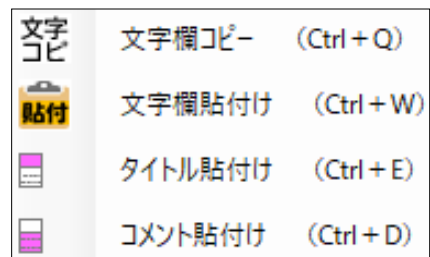 文字
コピ
文字欄コピー （Ctrl＋Q）
貼付
文字欄貼付け （Ctrl＋W）
タイトル貼付け （Ctrl＋E）
コメント貼付け （Ctrl＋D）